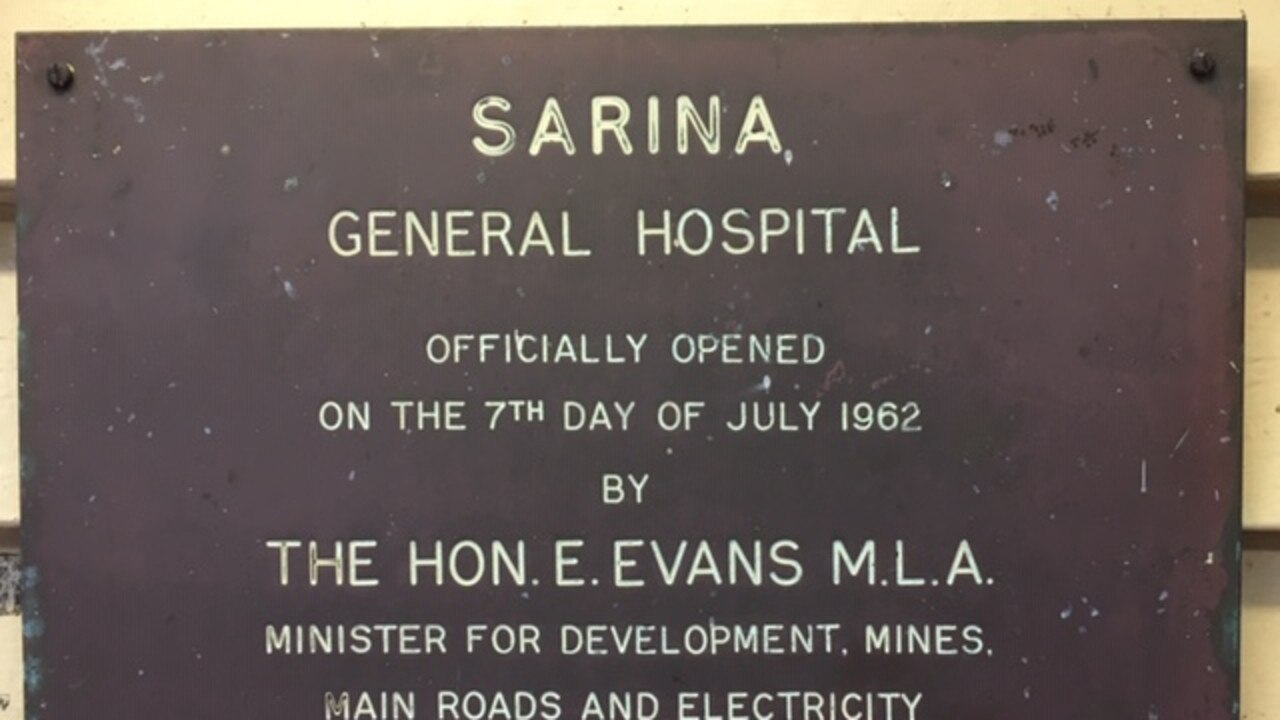 SARINA
GENERAL HOSPITAL
OFFICIALLY OPENED
ON THE 7TH DAY OF JULY 1962
BY
THE HON. E. EVANS M.L.A.
MINISTER FOR DEVELOPMENT, MINES,
MAIN ROADS AND ELECTRICITY